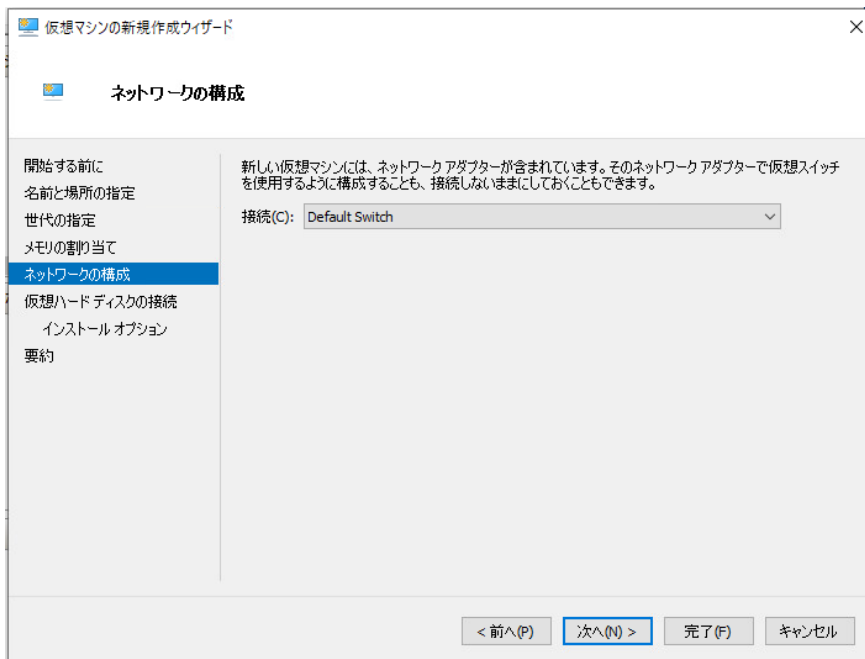 仮想マシンの新規作成ウィザード
ネットワークの構成
開始する前に
名前と場所の指定
世代の指定
メモリの割り当て
ネットワークの構成
仮想ハード ディスクの接続
インストール オプション
要約
新しい仮想マシンには、ネットワーク アダプターが含まれています。そのネットワーク アダプターで仮想スイッチ
を使用するように構成することも、接続しないままにしておくこともできます。
接続(C): Default Switch
< 前へ(P) 次へ(N) > 完了(F) キャンセル